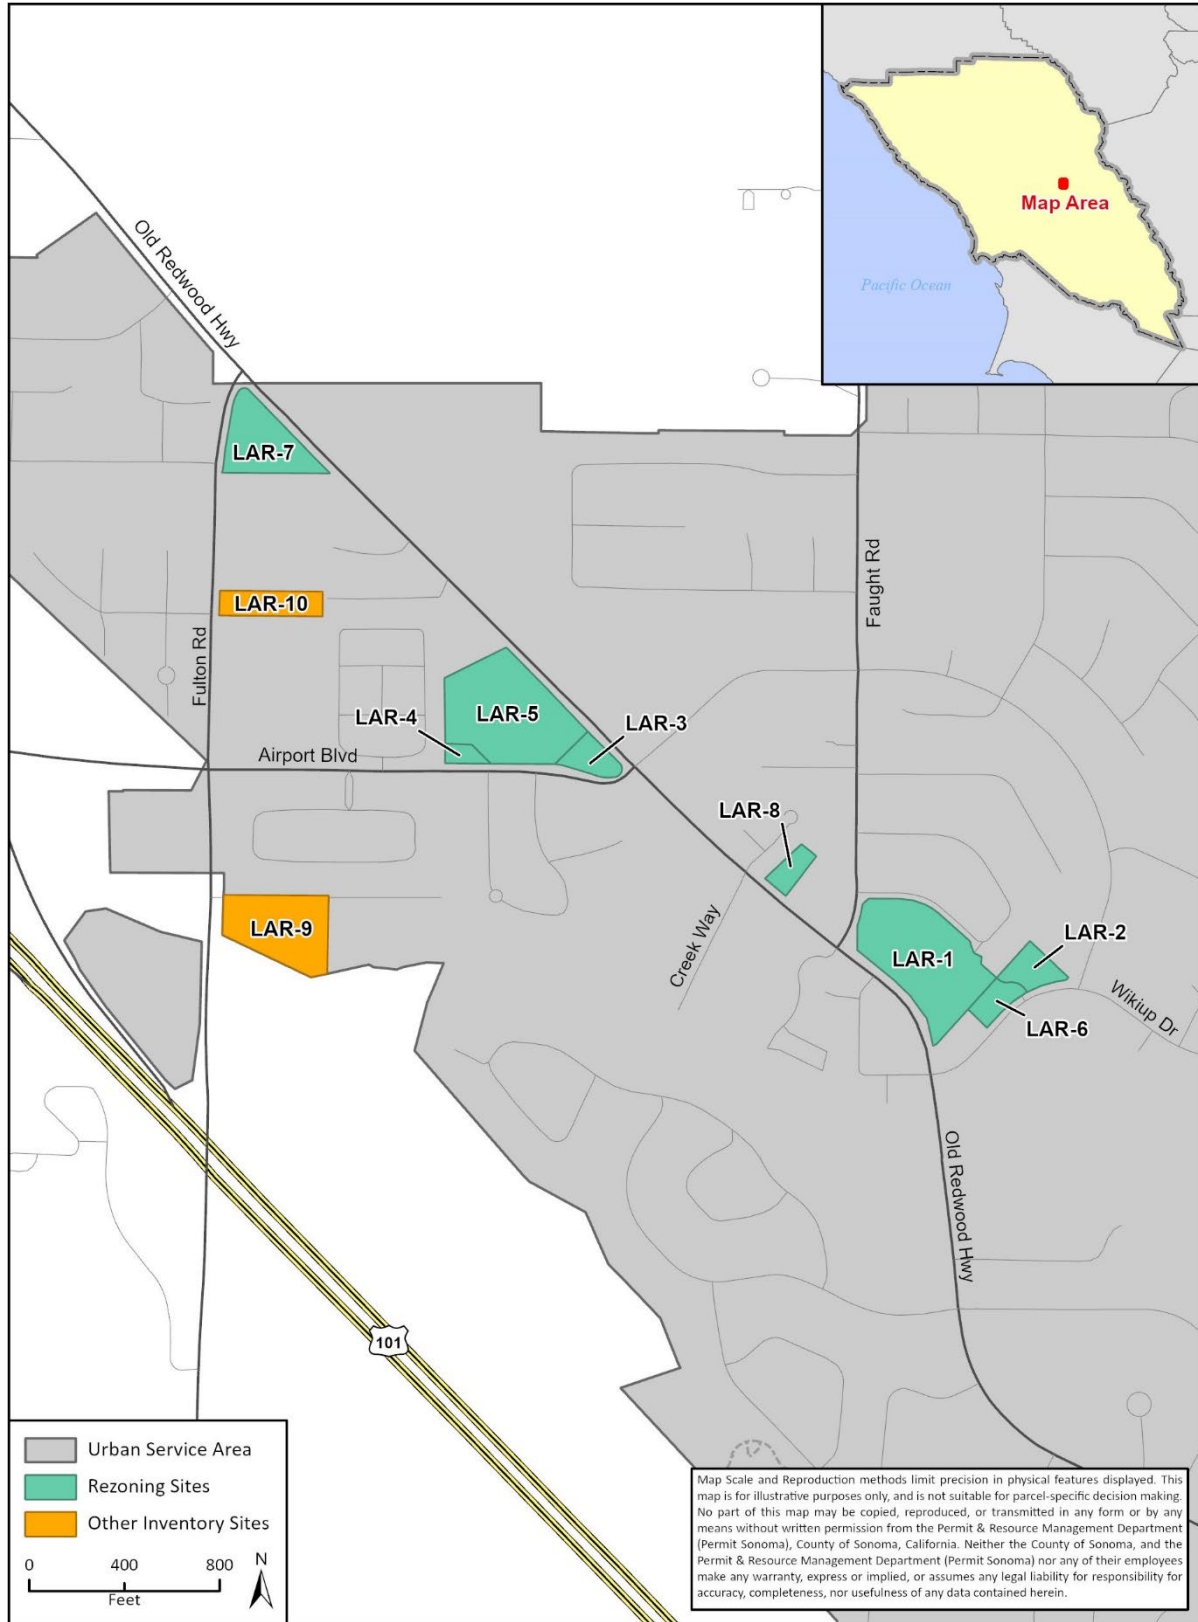 Map Area
Pacific Ocean
Old Redwood Hwy
LAR-7
LAR-10
Fulton Rd
Faught Rd
LAR-5
LAR-4
LAR-3
Airport Blvd
LAR-8
LAR-9
Creek Way
LAR-1
LAR-2
LAR-6
Wikiup Dr
Old Redwood Hwy
101
Urban Service Area
Rezoning Sites
Other Inventory Sites
0 400 800
Feet
N
Map Scale and Reproduction methods limit precision in physical features displayed. This
map is for illustrative purposes only, and is not suitable for parcel-specific decision making.
No part of this map may be copied, reproduced, or transmitted in any form or by any
means without written permission from the Permit & Resource Management Department
(Permit Sonoma), County of Sonoma, California. Neither the County of Sonoma, and the
Permit & Resource Management Department (Permit Sonoma) nor any of their employees
make any warranty, express or implied, or assumes any legal liability for responsibility for
accuracy, completeness, nor usefulness of any data contained herein.